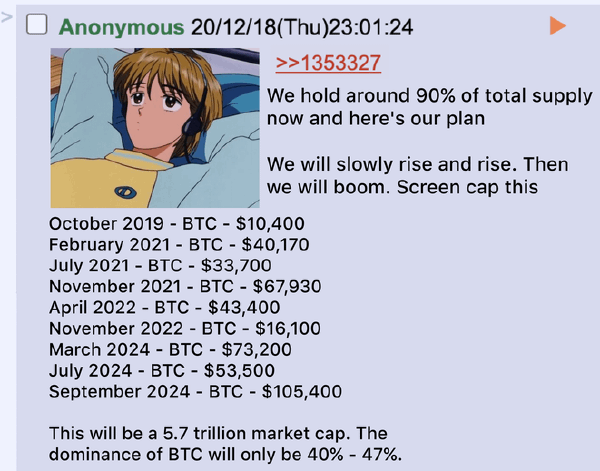 Anonymous 20/12/18(Thu)23:01:24
>>1353327
We hold around 90% of total supply
now and here's our plan
We will slowly rise and rise. Then
we will boom. Screen cap this
October 2019 - BTC - $10,400
February 2021 - BTC - $40,170
July 2021 - BTC - $33,700
November 2021 - BTC - $67,930
April 2022 - BTC - $43,400
November 2022 - BTC - $16,100
March 2024 - BTC - $73,200
July 2024 - BTC - $53,500
September 2024 - BTC - $105,400
This will be a 5.7 trillion market cap. The
dominance of BTC will only be 40% - 47%.